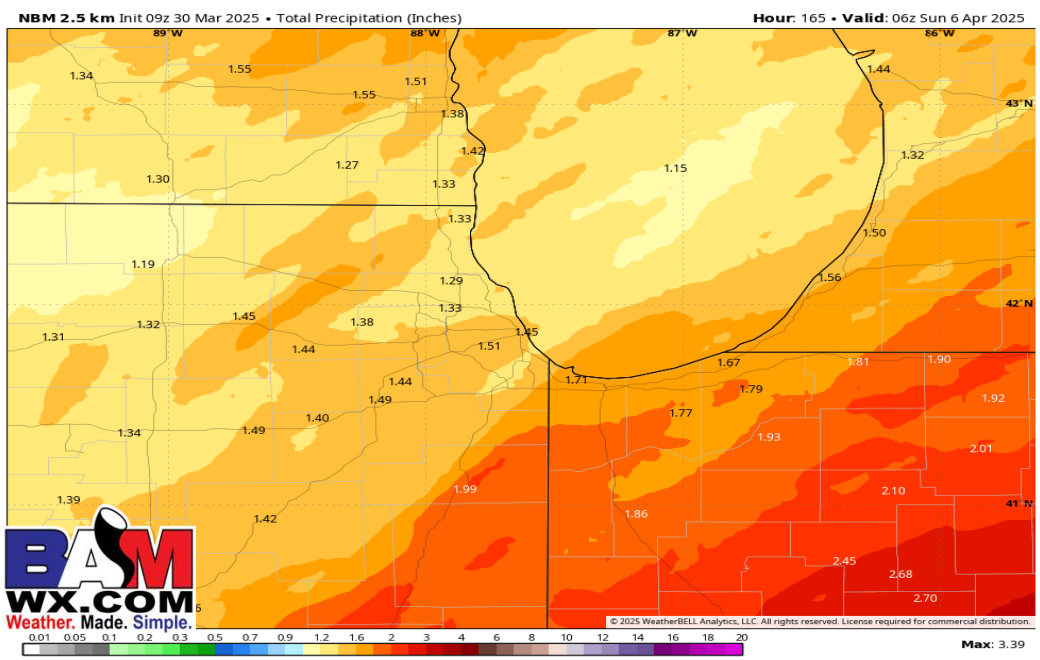 NBM 2.5 km Init 09z 30 Mar 2025 • Total Precipitation (Inches) Hour: 165 • Valid: 06z Sun 6 Apr 2025
89°W 88°W 87°W 86°W
1.34 1.55 1.51 1.44
1.55 43°N
1.38
1.42 1.32
1.27 1.15
1.30 1.33
1.33
1.50
1.19
1.29 1.56
1.33 42°N
1.45
1.32 1.38 1.45
1.31
1.44 1.51
1.67 1.81 1.90
1.44 1.71
1.79
1.49 1.92
1.40 1.77
1.34 1.49 1.93
2.01
1.99 2.10
1.39 41°N
1.42 1.86
BAM
2.45
2.68
WX.COM
2.70
6
Weather. Made. Simple.
© 2025 WeatherBELL Analytics, LLC. All rights reserved. License required for commercial distribution.
0.01 0.05 0.1 0.2 0.3 0.5 0.7 0.9 1.2 1.6 2 3 4 6 8 10 12 14 16 18 20
Max: 3.39